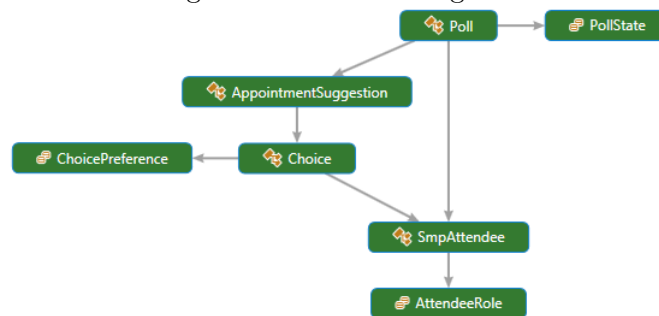 Poll
PollState
AppointmentSuggestion
ChoicePreference
Choice
SmpAttendee
AttendeeRole